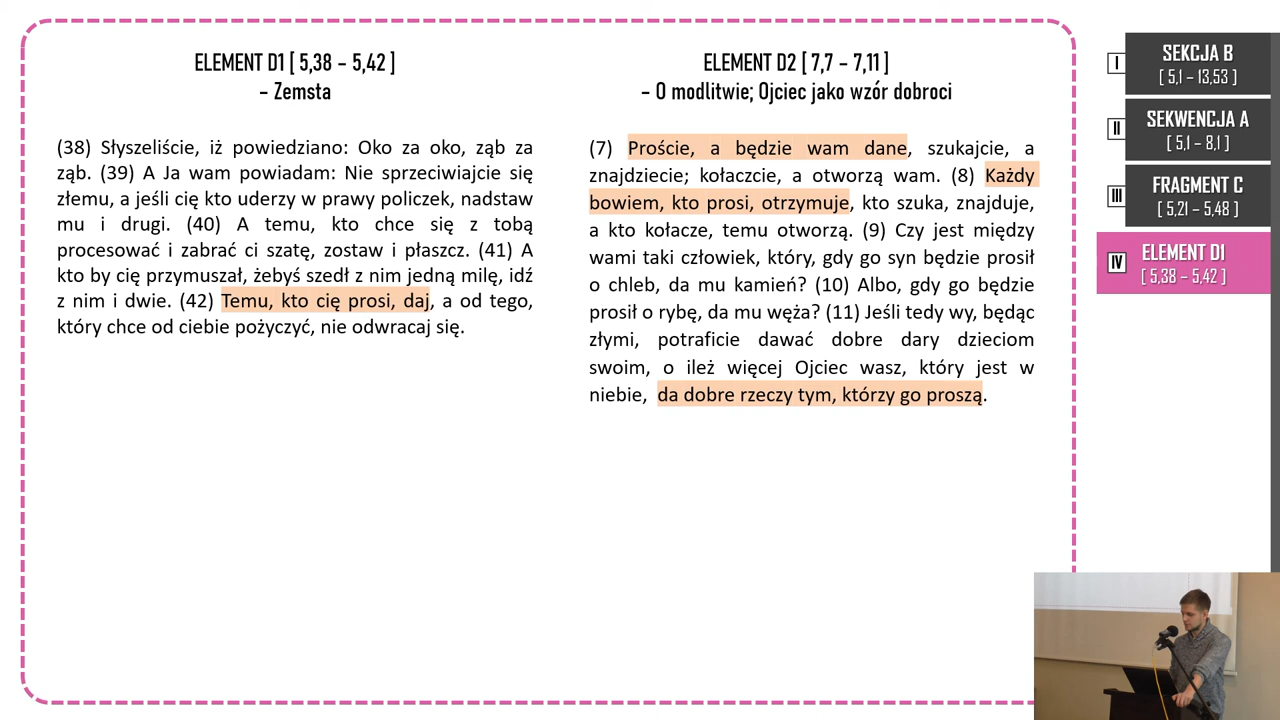 ELEMENT D1 [ 5,38 – 5,42 ]
– Zemsta
(38) Słyszeliście, iż powiedziano: Oko za oko, ząb za
ząb. (39) A Ja wam powiadam: Nie sprzeciwiajcie się
złemu, a jeśli cię kto uderzy w prawy policzek, nadstaw
mu i drugi. (40) A temu, kto chce się z tobą
procesować i zabrać ci szatę, zostaw i płaszcz. (41) A
kto by cię przymuszał, żebyś szedł z nim jedną milę, idź
z nim i dwie. (42) Temu, kto cię prosi, daj, a od tego,
który chce od ciebie pożyczyć, nie odwracaj się.
ELEMENT D2 [ 7,7 – 7,11 ]
– O modlitwie; Ojciec jako wzór dobroci
(7) Proście, a będzie wam dane, szukajcie, a
znajdziecie; kołaczcie, a otworzą wam. (8) Każdy
bowiem, kto prosi, otrzymuje, kto szuka, znajduje,
a kto kołacze, temu otworzą. (9) Czy jest między
wami taki człowiek, który, gdy go syn będzie prosił
o chleb, da mu kamień? (10) Albo, gdy go będzie
prosił o rybę, da mu węża? (11) Jeśli tedy wy, będąc
złymi, potraficie dawać dobre dary dzieciom
swoim, o ileż więcej Ojciec wasz, który jest w
niebie, da dobre rzeczy tym, którzy go proszą.
I
SEKCJA B
[ 5,1 – 13,53 ]
II
SEKWENCJA A
[ 5,1 – 8,1 ]
III
FRAGMENT C
[ 5,21 – 5,48 ]
IV
ELEMENT D1
[ 5,38 – 5,42 ]